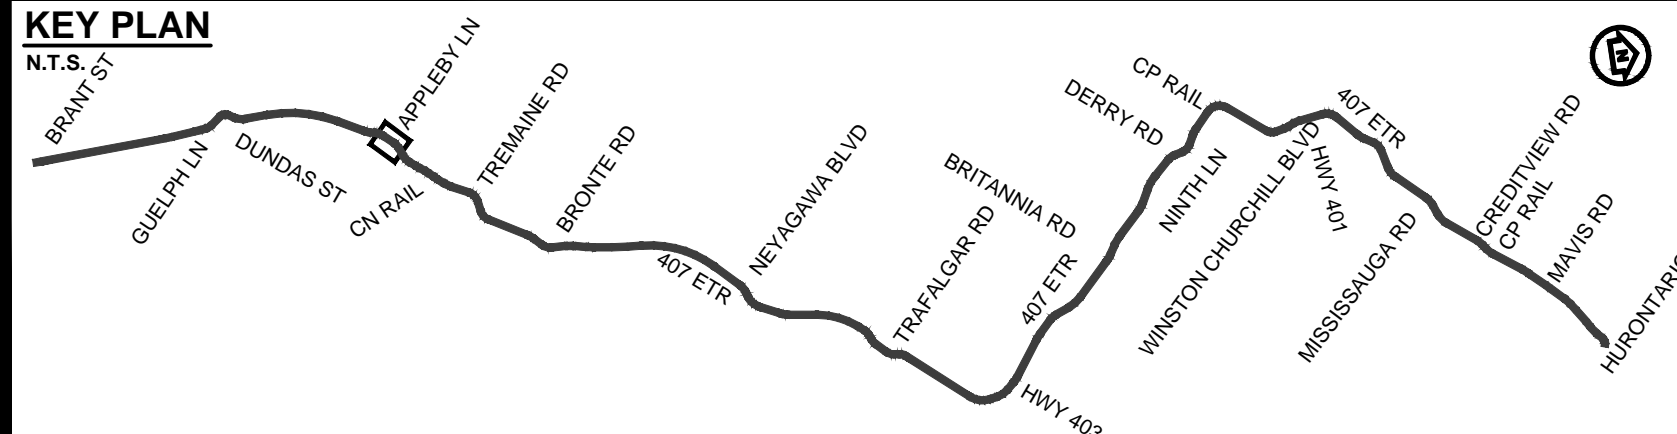 KEY PLAN
N.T.S.
BRANT ST
GUELPH LN
DUNDAS ST
APPLEBY LN
CN RAIL
TREMAINE RD
BRONTE RD
407 ETR
NEYAGAWA BLVD
TRAFALGAR RD
HWY 403
407 ETR
BRITANNIA RD
DERRY RD
CP RAIL
NINTH LN
WINSTON CHURCHILL BLVD
HWY 401
407 ETR
MISSISSAUGA RD
CREDITVIEW RD
CP RAIL
MAVIS RD
HURONTARIO
N